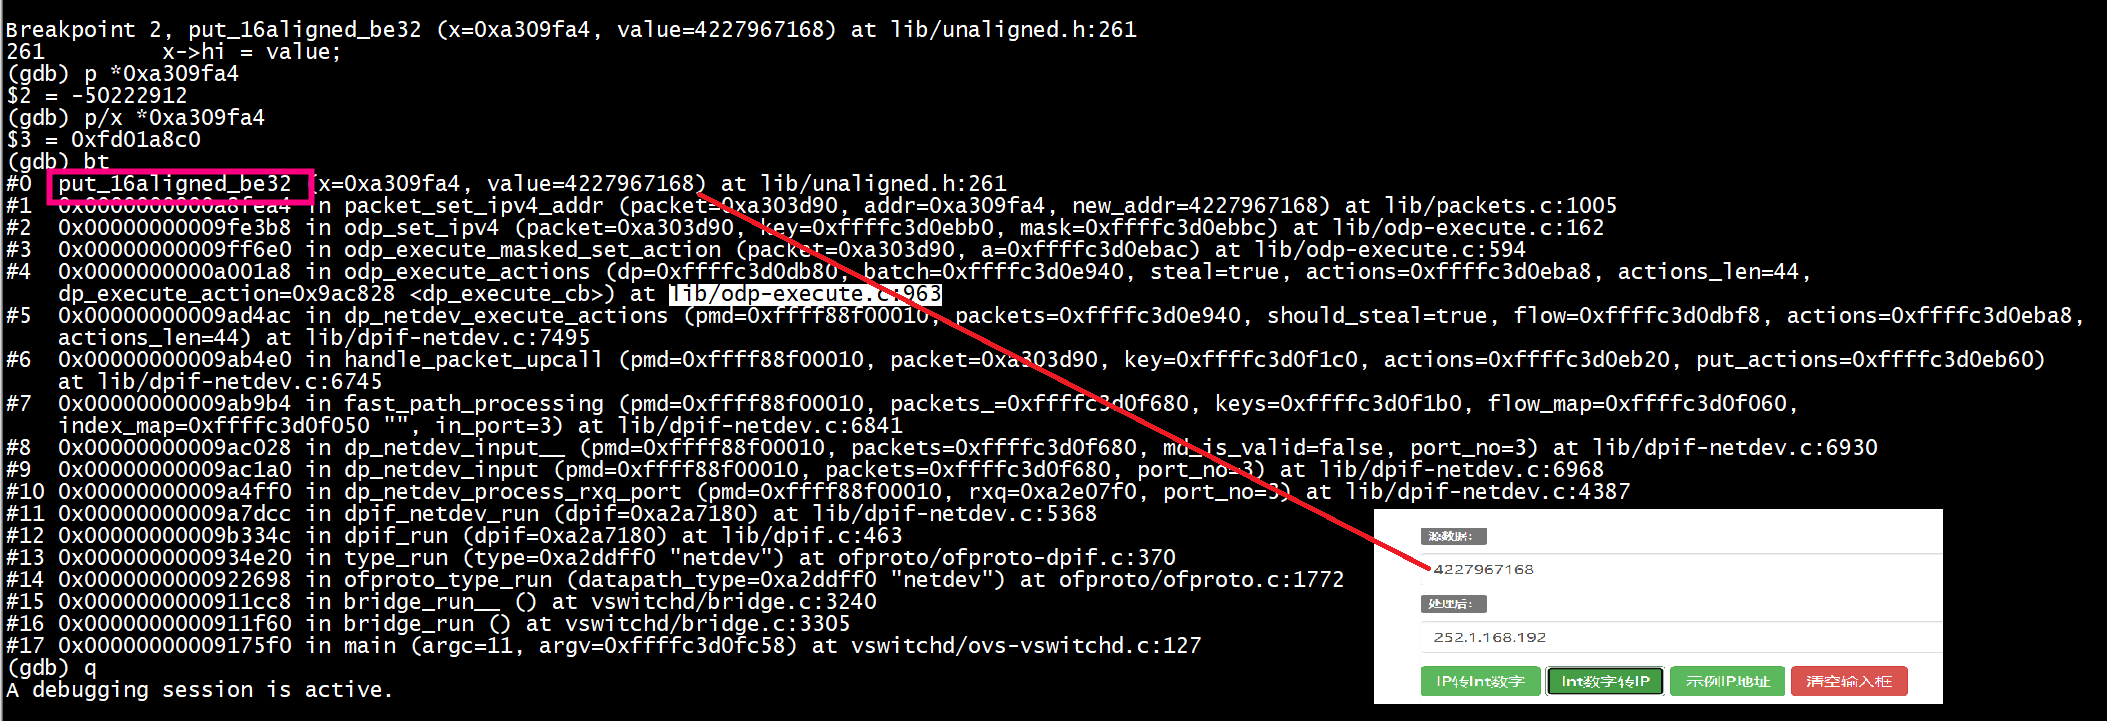 Breakpoint 2, put_16aligned_be32 (x=0xa309fa4, value=4227967168) at lib/unaligned.h:261
261         x->hi = value;
(gdb) p *0xa309fa4
$2 = -50222912
(gdb) p/x *0xa309fa4
$3 = 0xfd01a8c0
(gdb) bt
#0  put_16aligned_be32 (x=0xa309fa4, value=4227967168) at lib/unaligned.h:261
#1  0x0000000000a8fea4 in packet_set_ipv4_addr (packet=0xa303d90, addr=0xa309fa4, new_addr=4227967168) at lib/packets.c:1005
#2  0x00000000009fe3b8 in odp_set_ipv4 (packet=0xa303d90, key=0xffffc3d0ebb0, mask=0xffffc3d0ebbc) at lib/odp-execute.c:162
#3  0x00000000009ff6e0 in odp_execute_masked_set_action (packet=0xa303d90, a=0xffffc3d0ebac) at lib/odp-execute.c:594
#4  0x0000000000a001a8 in odp_execute_actions (dp=0xffffc3d0db80, batch=0xffffc3d0e940, steal=true, actions=0xffffc3d0eba8, actions_len=44,
    dp_execute_action=0x9ac828 <dp_execute_cb>) at lib/odp-execute.c:963
#5  0x00000000009ad4ac in dp_netdev_execute_actions (pmd=0xffff88f00010, packets=0xffffc3d0e940, should_steal=true, flow=0xffffc3d0dbf8, actions=0xffffc3d0eba8,
    actions_len=44) at lib/dpif-netdev.c:7495
#6  0x00000000009ab4e0 in handle_packet_upcall (pmd=0xffff88f00010, packet=0xa303d90, key=0xffffc3d0f1c0, actions=0xffffc3d0eb20, put_actions=0xffffc3d0eb60)
    at lib/dpif-netdev.c:6745
#7  0x00000000009ab9b4 in fast_path_processing (pmd=0xffff88f00010, packets_=0xffffc3d0f680, keys=0xffffc3d0f1b0, flow_map=0xffffc3d0f060,
    index_map=0xffffc3d0f050 "", in_port=3) at lib/dpif-netdev.c:6841
#8  0x00000000009ac028 in dp_netdev_input__ (pmd=0xffff88f00010, packets=0xffffc3d0f680, md_is_valid=false, port_no=3) at lib/dpif-netdev.c:6930
#9  0x00000000009ac1a0 in dp_netdev_input (pmd=0xffff88f00010, packets=0xffffc3d0f680, port_no=3) at lib/dpif-netdev.c:6968
#10 0x00000000009a4ff0 in dp_netdev_process_rxq_port (pmd=0xffff88f00010, rxq=0xa2e07f0, port_no=3) at lib/dpif-netdev.c:4387
#11 0x00000000009a7dcc in dpif_netdev_run (dpif=0xa2a7180) at lib/dpif-netdev.c:5368
#12 0x00000000009b334c in dpif_run (dpif=0xa2a7180) at lib/dpif.c:463
#13 0x0000000000934e20 in type_run (type=0xa2ddff0 "netdev") at ofproto/ofproto-dpif.c:370
#14 0x0000000000922698 in ofproto_type_run (datapath_type=0xa2ddff0 "netdev") at ofproto/ofproto.c:1772
#15 0x0000000000911cc8 in bridge_run__ () at vswitchd/bridge.c:3240
#16 0x0000000000911f60 in bridge_run () at vswitchd/bridge.c:3305
#17 0x00000000009175f0 in main (argc=11, argv=0xffffc3d0fc58) at vswitchd/ovs-vswitchd.c:127
(gdb) q
A debugging session is active.
源数据:
4227967168
处理后:
252.1.168.192
IP转Int数字 Int数字转IP 示例IP地址 清空输入框